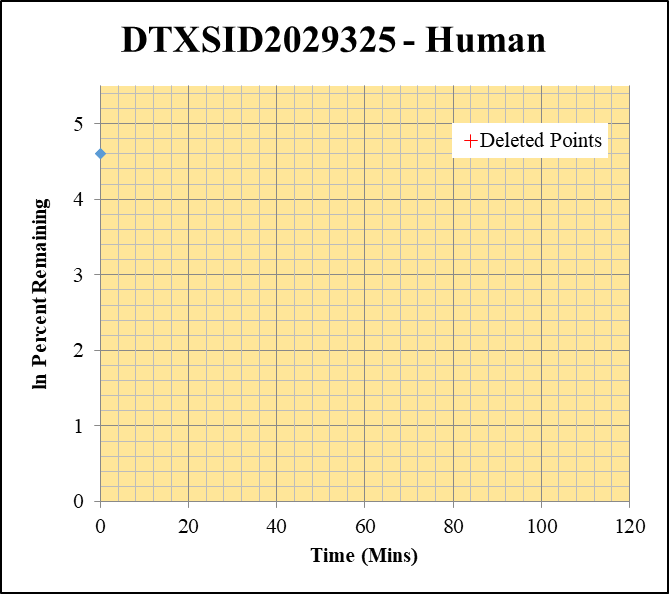 DTXSID2029325 - Human
5
4
3
2
1
0
ln Percent Remaining
Deleted Points
0 20 40 60 80 100 120
Time (Mins)